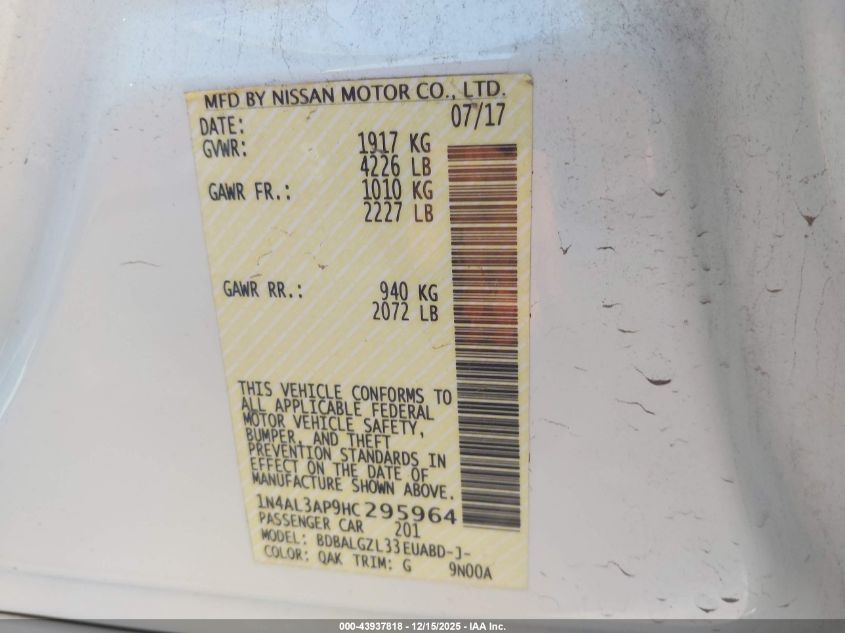 MFD BY NISSAN MOTOR CO., LTD.
DATE: 07/17
GVWR: 1917 KG
4226 LB
GAWR FR.: 1010 KG
2227 LB
GAWR RR.: 940 KG
2072 LB
THIS VEHICLE CONFORMS TO
ALL APPLICABLE FEDERAL
MOTOR VEHICLE SAFETY,
BUMPER, AND THEFT
PREVENTION STANDARDS IN
EFFECT ON THE DATE OF
MANUFACTURE SHOWN ABOVE.
1N4AL3AP9HC295964
PASSENGER CAR 201
MODEL: BDBALGZL33EUABD-J-
COLOR: QAK TRIM: G 9N00A
000-43937818 - 12/15/2025 - IAA Inc.